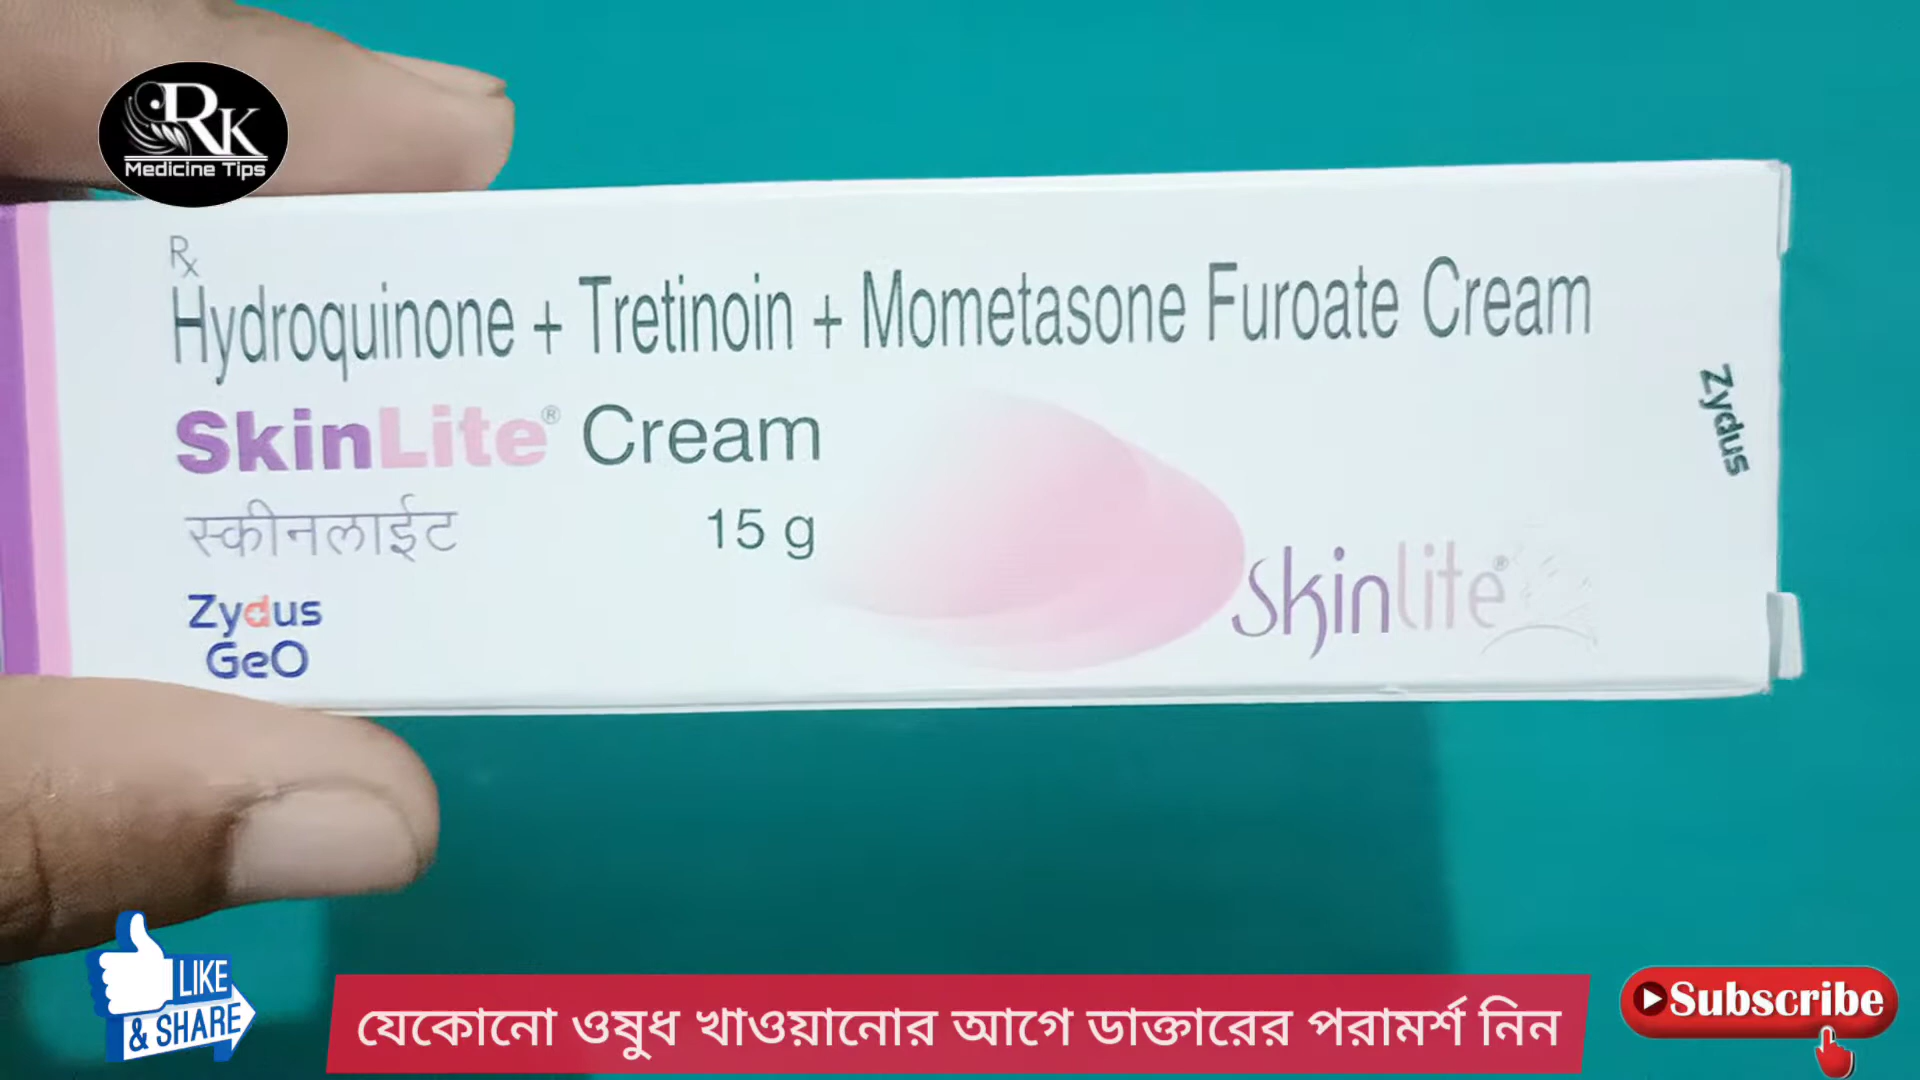 RK
Medicine Tips
Rx
Hydroquinone + Tretinoin + Mometasone Furoate Cream
SkinLite® Cream
स्कीनलाईट
15 g
Zydus
GeO
skinlite®
Zydus
LIKE
& SHARE
যেকোনো ওষুধ খাওয়ানোর আগে ডাক্তারের পরামর্শ নিন
Subscribe